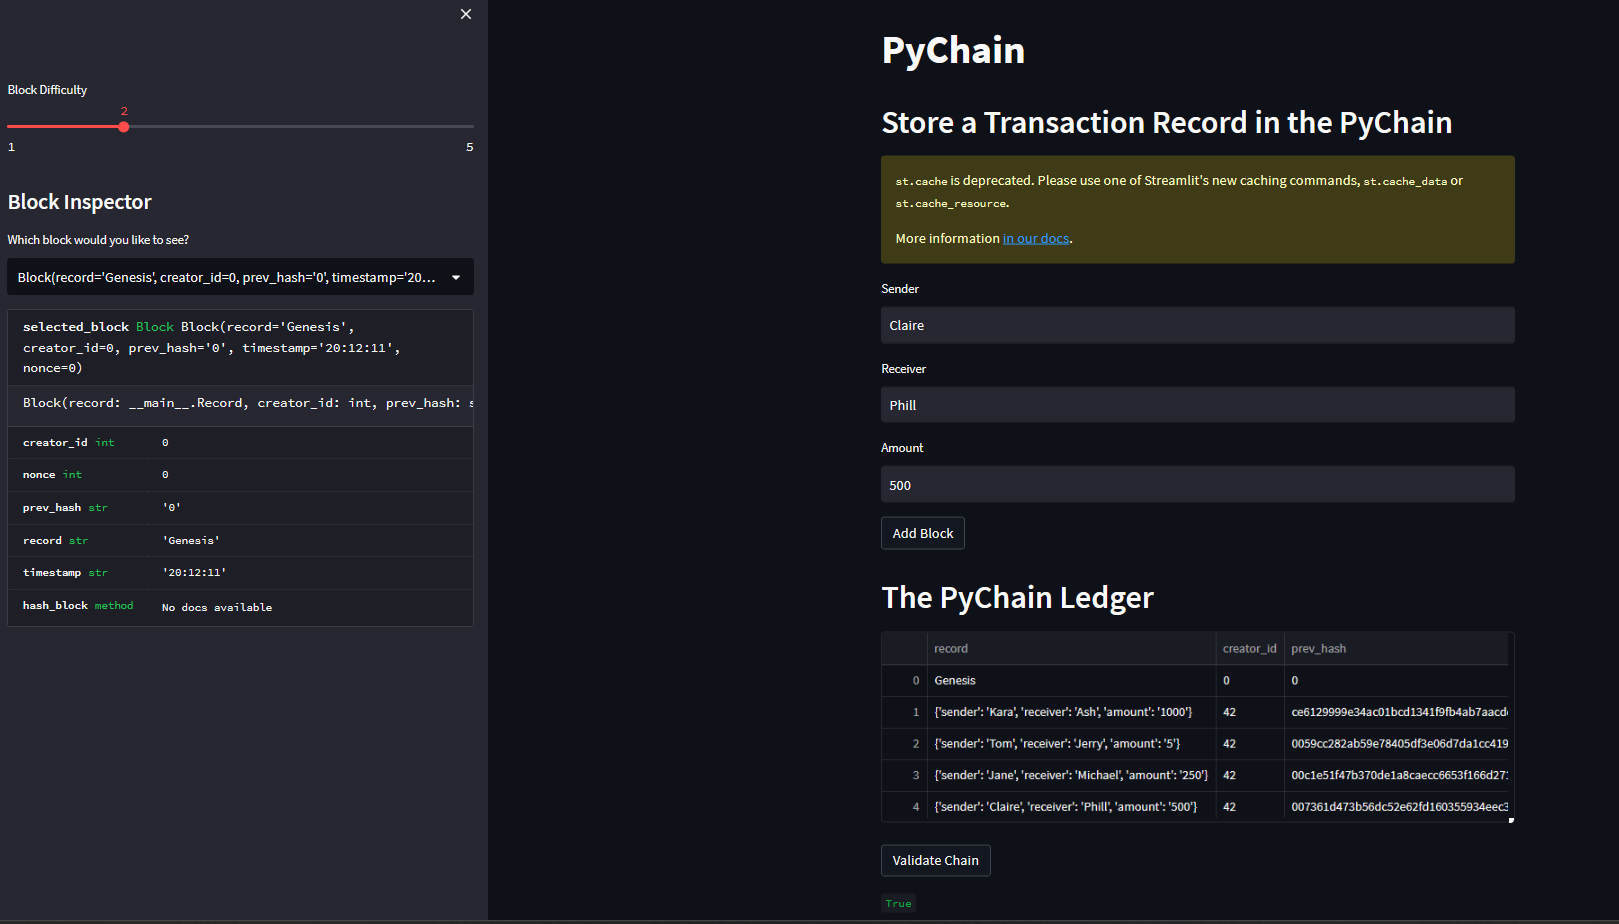 Block Difficulty
2
1 5
Block Inspector
Which block would you like to see?
Block(record='Genesis', creator_id=0, prev_hash='0', timestamp='20...
selected_block Block Block(record='Genesis',
creator_id=0, prev_hash='0', timestamp='20:12:11',
nonce=0)
Block(record: __main__.Record, creator_id: int, prev_hash: s
creator_id int 0
nonce int 0
prev_hash str '0'
record str 'Genesis'
timestamp str '20:12:11'
hash_block method No docs available
PyChain
Store a Transaction Record in the PyChain
st.cache is deprecated. Please use one of Streamlit's new caching commands, st.cache_data or
st.cache_resource.
More information in our docs.
Sender
Claire
Receiver
Phill
Amount
500
Add Block
The PyChain Ledger
record creator_id prev_hash
0 Genesis 0 0
1 {'sender': 'Kara', 'receiver': 'Ash', 'amount': '1000'} 42 ce6129999e34ac01bcd1341f9fb4ab7aacd
2 {'sender': 'Tom', 'receiver': 'Jerry', 'amount': '5'} 42 0059cc282ab59e78405df3e06d7da1cc419
3 {'sender': 'Jane', 'receiver': 'Michael', 'amount': '250'} 42 00c1e51f47b370de1a8caecc6653f166d27
4 {'sender': 'Claire', 'receiver': 'Phill', 'amount': '500'} 42 007361d473b56dc52e62fd160355934eec3
Validate Chain
True